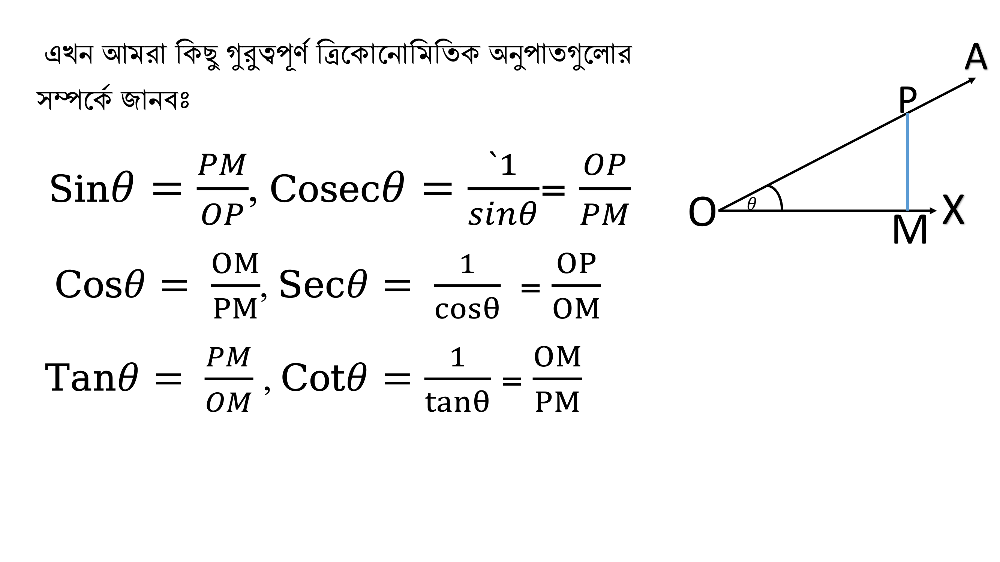 এখন আমরা কিছু গুরুত্বপূর্ণ ত্রিকোনোমিতিক অনুপাতগুলোর
সম্পর্কে জানবঃ
Sin𝜃 = 𝑃𝑀/𝑂𝑃, Cosec𝜃 = `1/𝑠𝑖𝑛𝜃 = 𝑂𝑃/𝑃𝑀
Cos𝜃 = OM/PM, Sec𝜃 = 1/cosθ = OP/OM
Tan𝜃 = 𝑃𝑀/𝑂𝑀 , Cot𝜃 = 1/tanθ = OM/PM
A
P
O
𝜃
X
M